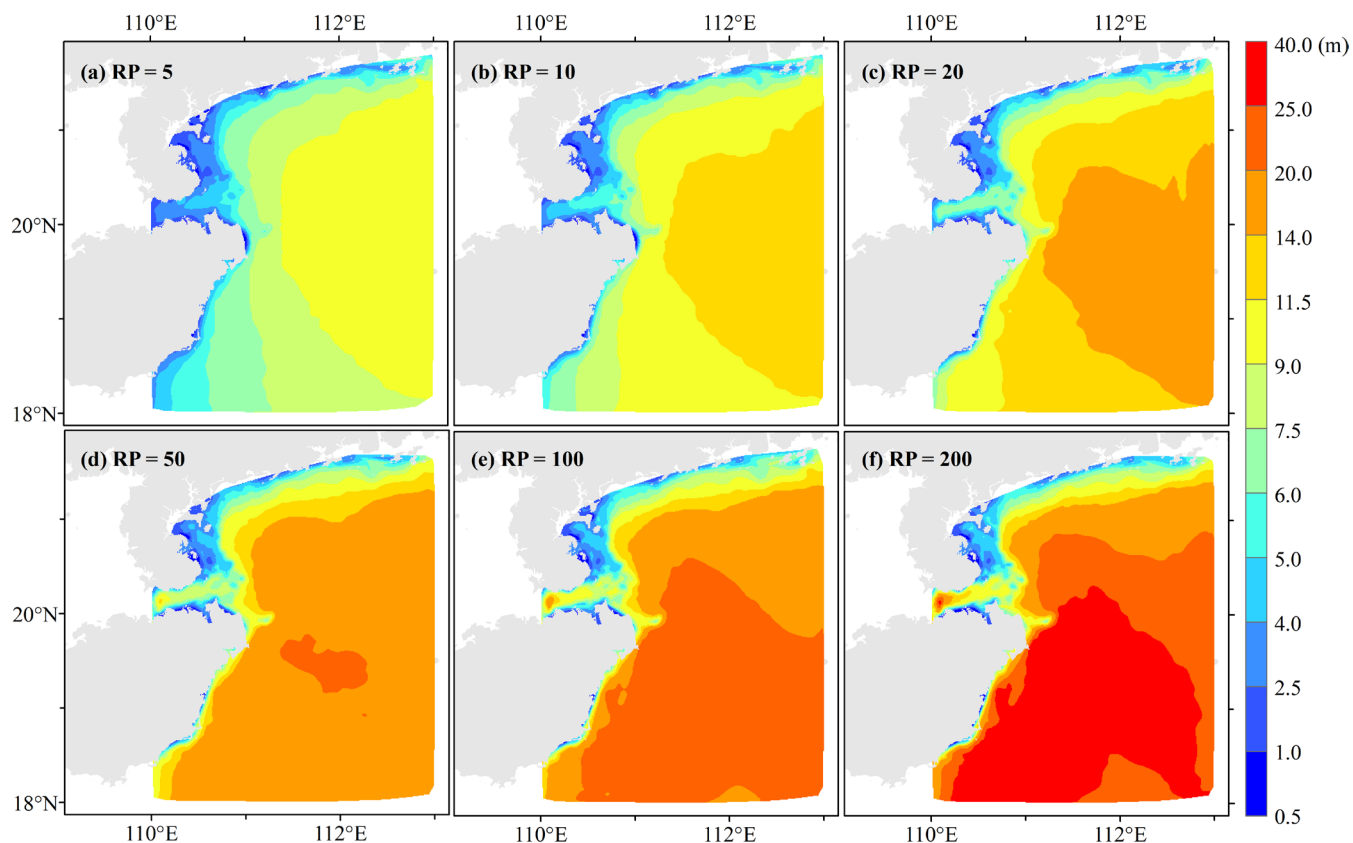 110°E 112°E 110°E 112°E 110°E 112°E
(a) RP = 5 (b) RP = 10 (c) RP = 20
20°N
18°N
(d) RP = 50 (e) RP = 100 (f) RP = 200
20°N
18°N
110°E 112°E 110°E 112°E 110°E 112°E
40.0 (m)
25.0
20.0
14.0
11.5
9.0
7.5
6.0
5.0
4.0
2.5
1.0
0.5